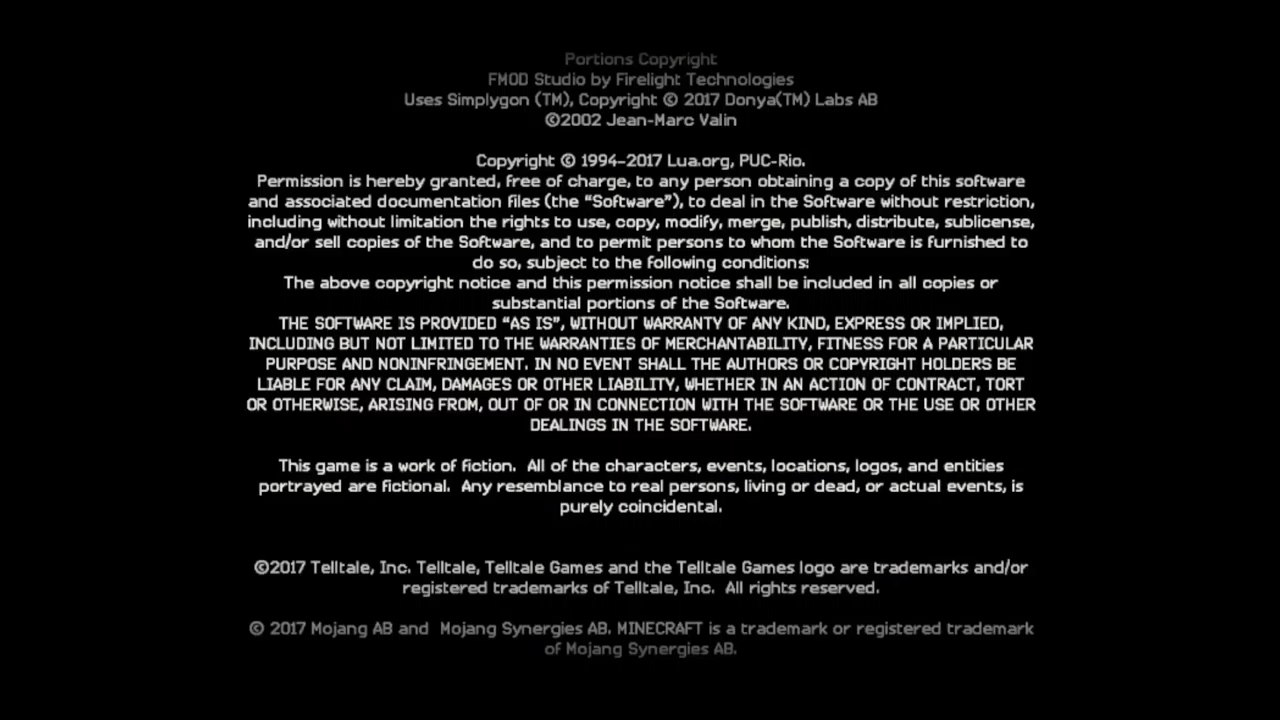 Portions Copyright
FMOD Studio by Firelight Technologies
Uses Simplygon (TM), Copyright © 2017 Donya(TM) Labs AB
©2002 Jean-Marc Valin
Copyright © 1994-2017 Lua.org, PUC-Rio.
Permission is hereby granted, free of charge, to any person obtaining a copy of this software
and associated documentation files (the “Software”), to deal in the Software without restriction,
including without limitation the rights to use, copy, modify, merge, publish, distribute, sublicense,
and/or sell copies of the Software, and to permit persons to whom the Software is furnished to
do so, subject to the following conditions:
The above copyright notice and this permission notice shall be included in all copies or
substantial portions of the Software.
THE SOFTWARE IS PROVIDED “AS IS”, WITHOUT WARRANTY OF ANY KIND, EXPRESS OR IMPLIED,
INCLUDING BUT NOT LIMITED TO THE WARRANTIES OF MERCHANTABILITY, FITNESS FOR A PARTICULAR
PURPOSE AND NONINFRINGEMENT. IN NO EVENT SHALL THE AUTHORS OR COPYRIGHT HOLDERS BE
LIABLE FOR ANY CLAIM, DAMAGES OR OTHER LIABILITY, WHETHER IN AN ACTION OF CONTRACT, TORT
OR OTHERWISE, ARISING FROM, OUT OF OR IN CONNECTION WITH THE SOFTWARE OR THE USE OR OTHER
DEALINGS IN THE SOFTWARE.
This game is a work of fiction.  All of the characters, events, locations, logos, and entities
portrayed are fictional.  Any resemblance to real persons, living or dead, or actual events, is
purely coincidental.
©2017 Telltale, Inc. Telltale, Telltale Games and the Telltale Games logo are trademarks and/or
registered trademarks of Telltale, Inc.  All rights reserved.
© 2017 Mojang AB and  Mojang Synergies AB. MINECRAFT is a trademark or registered trademark
of Mojang Synergies AB.